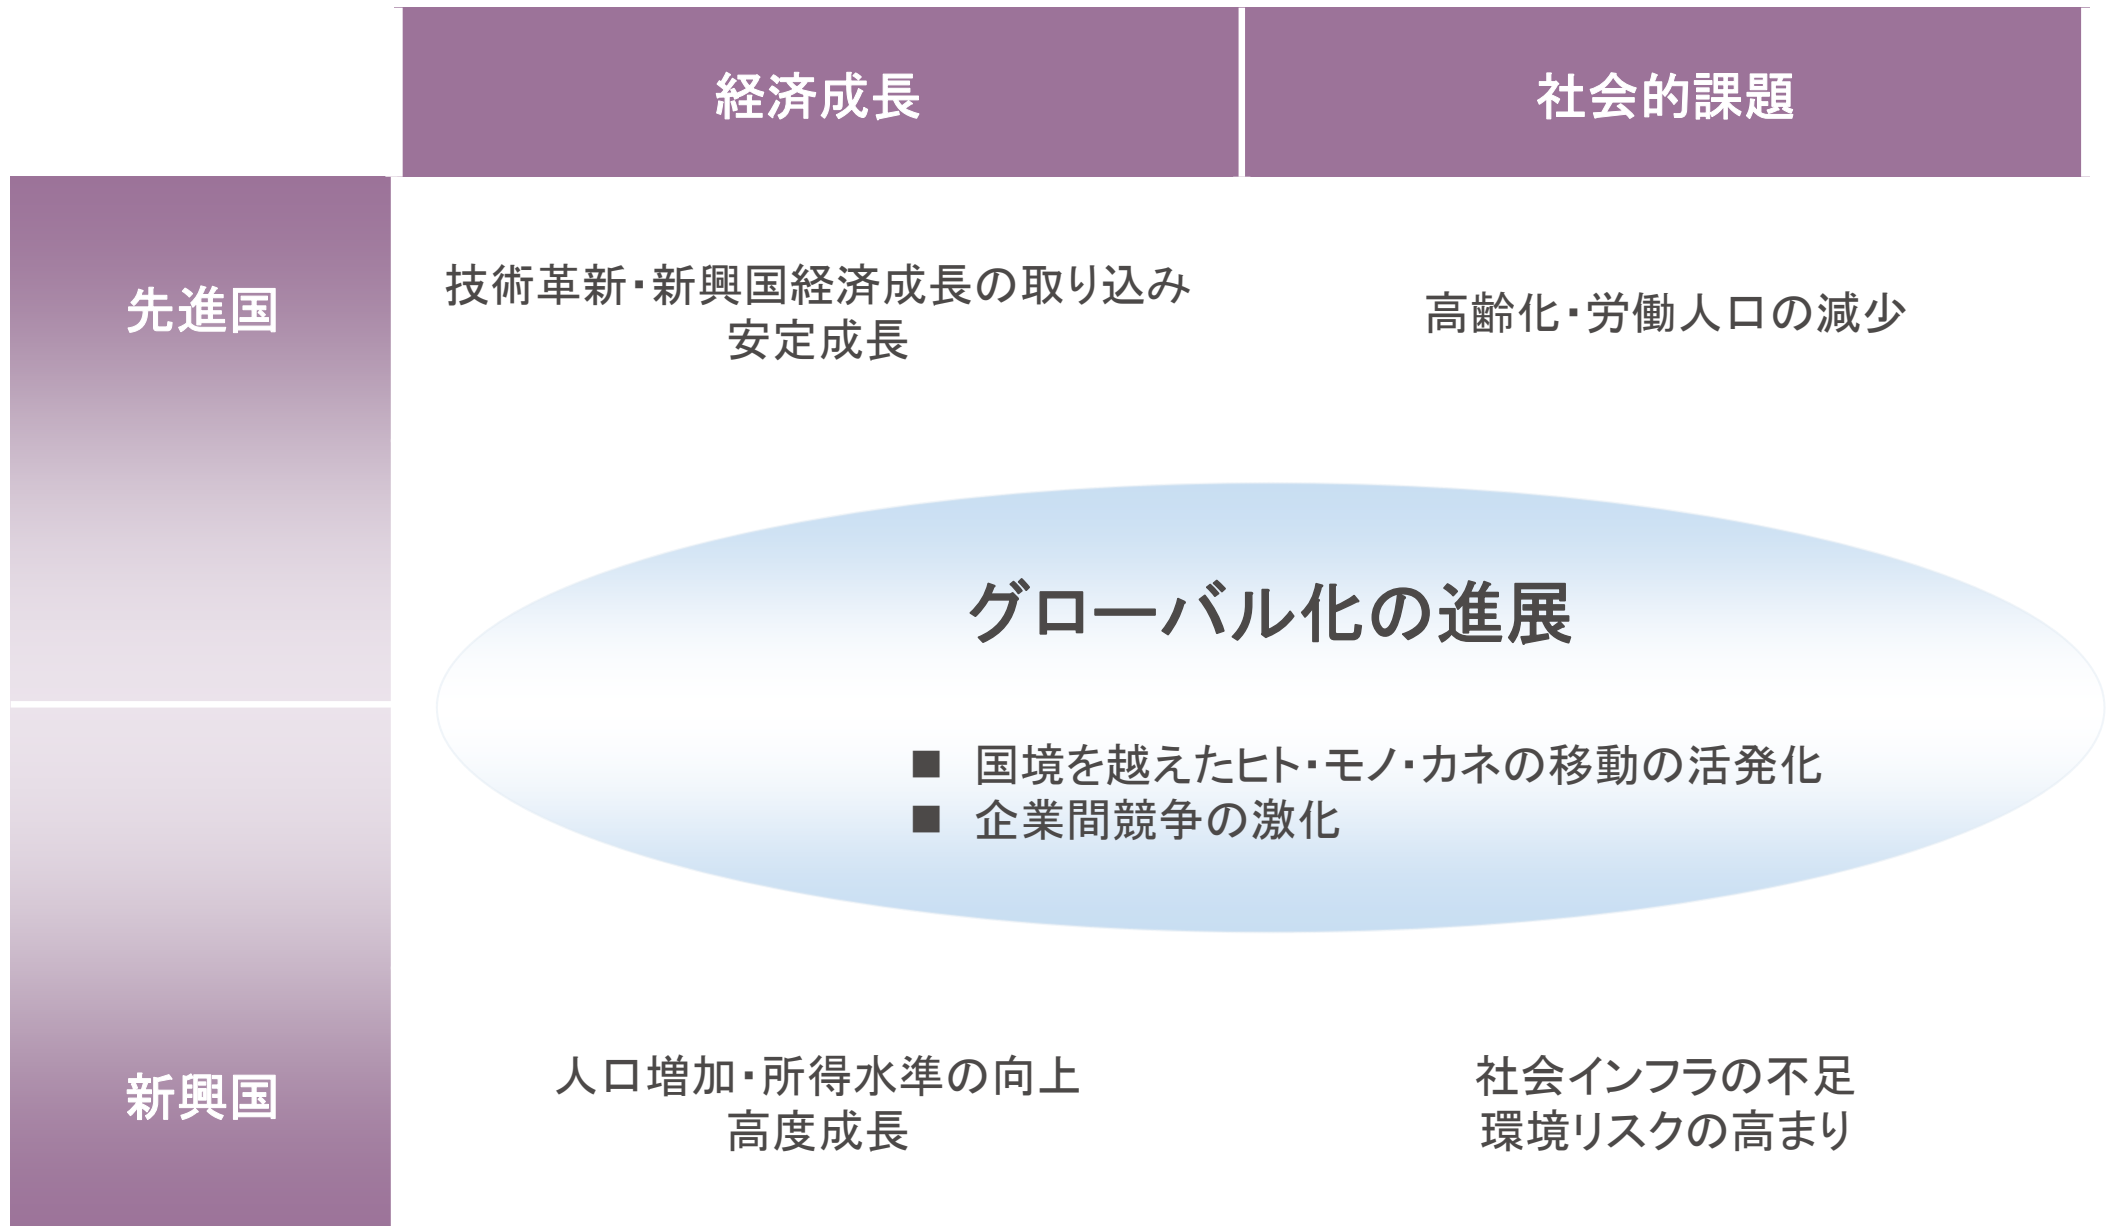 経済成長
社会的課題
先進国
技術革新・新興国経済成長の取り込み
安定成長
高齢化・労働人口の減少
グローバル化の進展
■ 国境を越えたヒト・モノ・カネの移動の活発化
■ 企業間競争の激化
新興国
人口増加・所得水準の向上
高度成長
社会インフラの不足
環境リスクの高まり